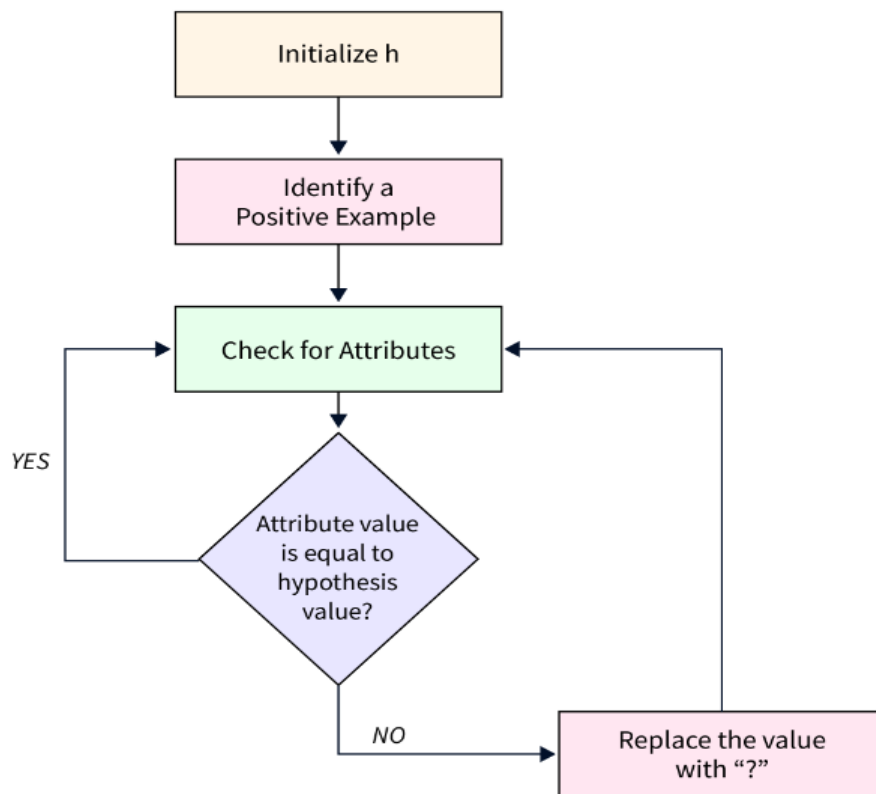 Initialize h
Identify a
Positive Example
Check for Attributes
YES
Attribute value
is equal to
hypothesis
value?
NO
Replace the value
with “?”